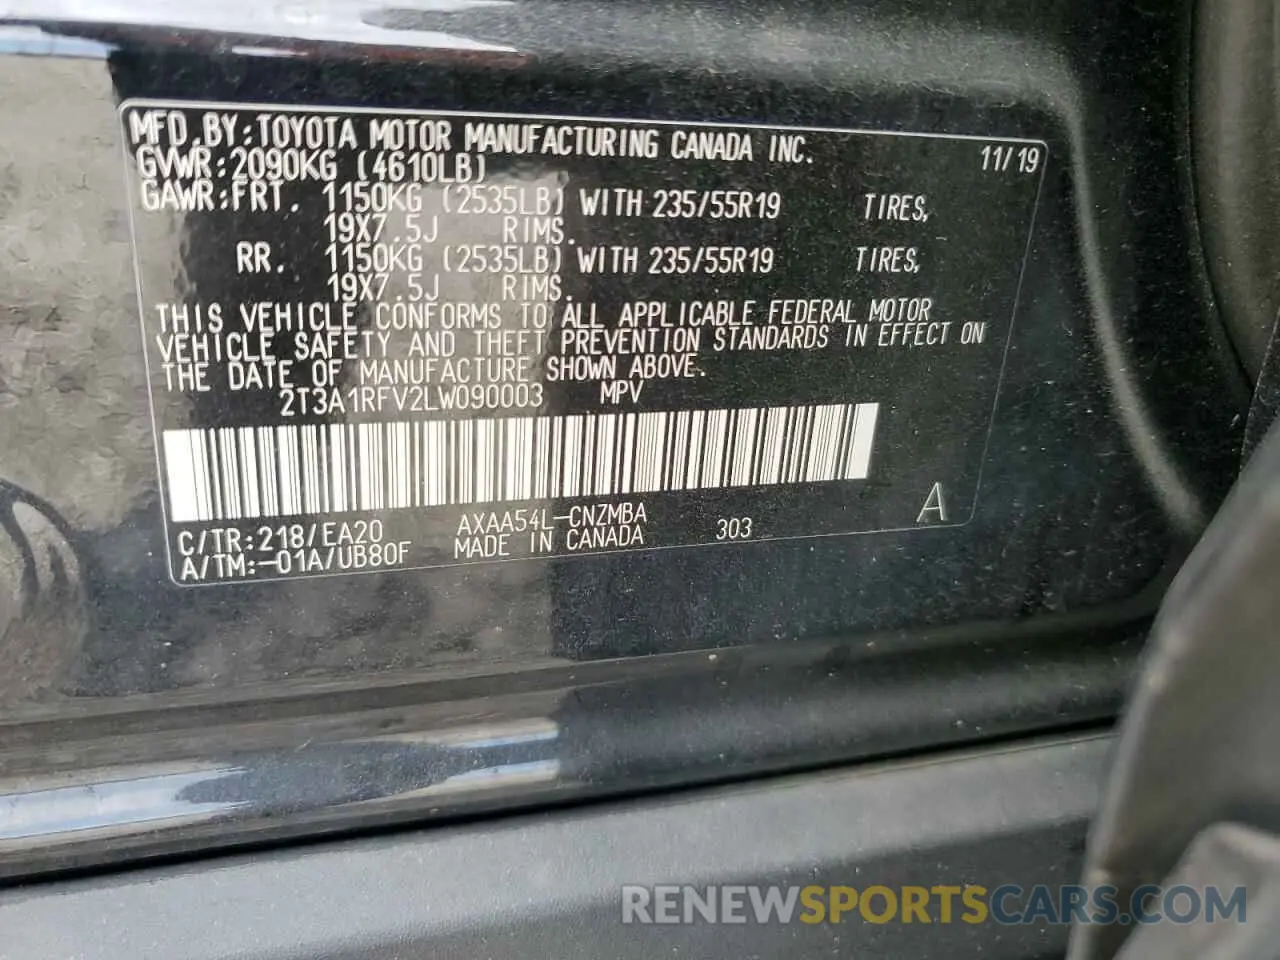 MFD.BY:TOYOTA MOTOR MANUFACTURING CANADA INC. 11/19
GVWR:2090KG (4610LB)
GAWR:FRT. 1150KG (2535LB) WITH 235/55R19 TIRES,
19X7.5J RIMS.
RR. 1150KG (2535LB) WITH 235/55R19 TIRES,
19X7.5J RIMS.
THIS VEHICLE CONFORMS TO ALL APPLICABLE FEDERAL MOTOR
VEHICLE SAFETY AND THEFT PREVENTION STANDARDS IN EFFECT ON
THE DATE OF MANUFACTURE SHOWN ABOVE.
2T3A1RFV2LW090003 MPV
C/TR:218/EA20 AXAA54L-CNZMBA 303 A
A/TM:-01A/UB80F MADE IN CANADA
RENEWSPORTSCARS.COM